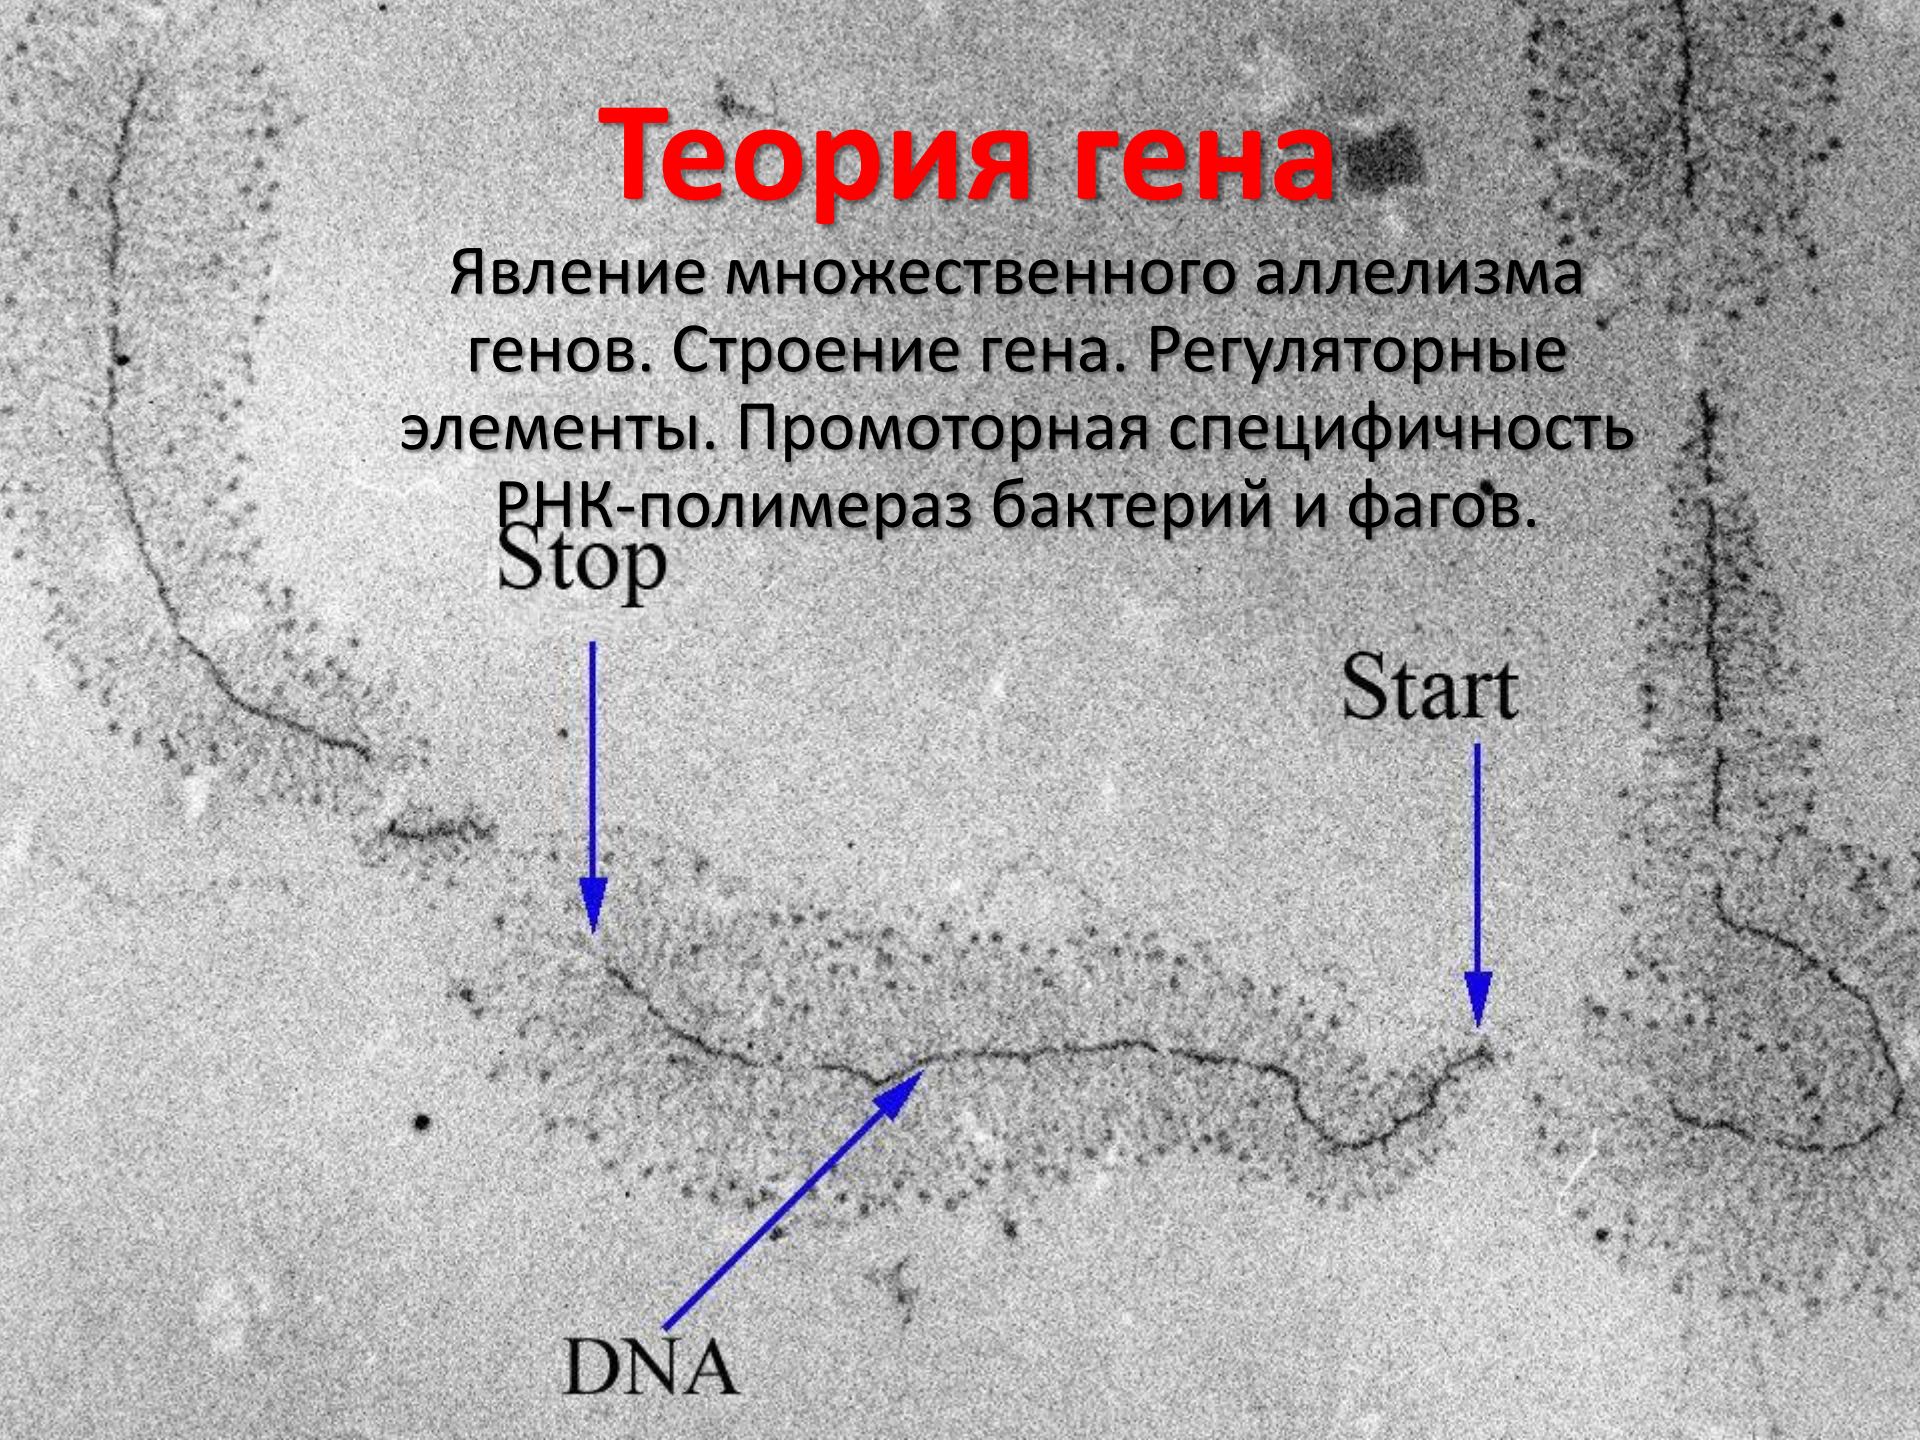 Теория гена
Явление множественного аллелизма
генов. Строение гена. Регуляторные
элементы. Промоторная специфичность
РНК-полимераз бактерий и фагов.
Stop
Start
DNA